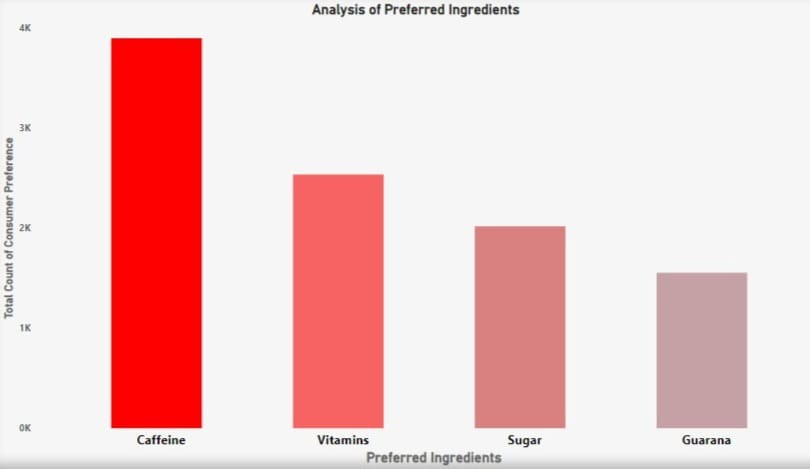 Analysis of Preferred Ingredients
4K
3K
2K
1K
0K
Total Count of Consumer Preference
Caffeine
Vitamins
Sugar
Guarana
Preferred Ingredients